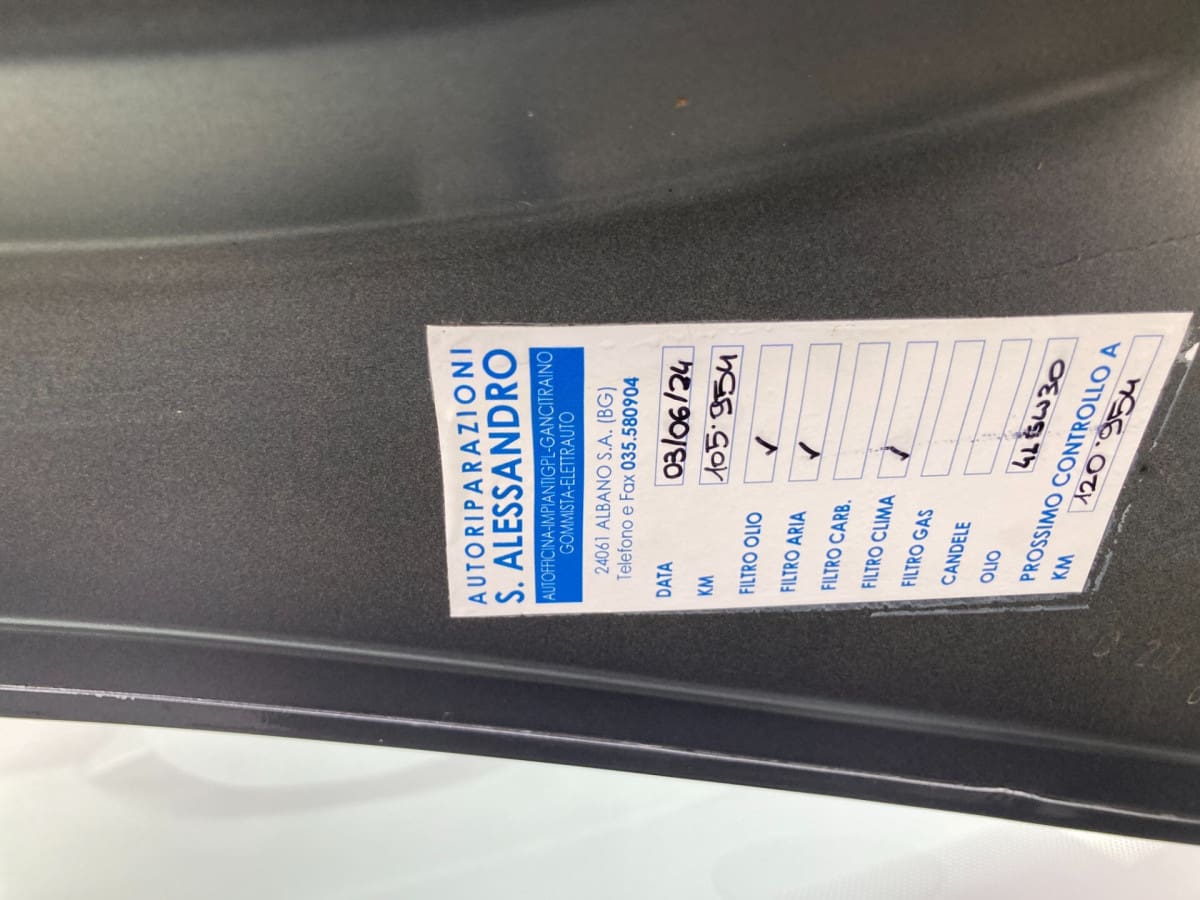 AUTORIPARAZIONI
S. ALESSANDRO
AUTOFFICINA-IMPIANTIGPL-GANCITRAINO
GOMMISTA-ELETTRAUTO
24061 ALBANO S.A. (BG)
Telefono e Fax 035.580904
DATA 03/06/24
KM 105.954
FILTRO OLIO ✓
FILTRO ARIA ✓
FILTRO CARB.
FILTRO CLIMA ✓
FILTRO GAS
CANDELE
OLIO 4L 5W30
PROSSIMO CONTROLLO A
KM 120.954